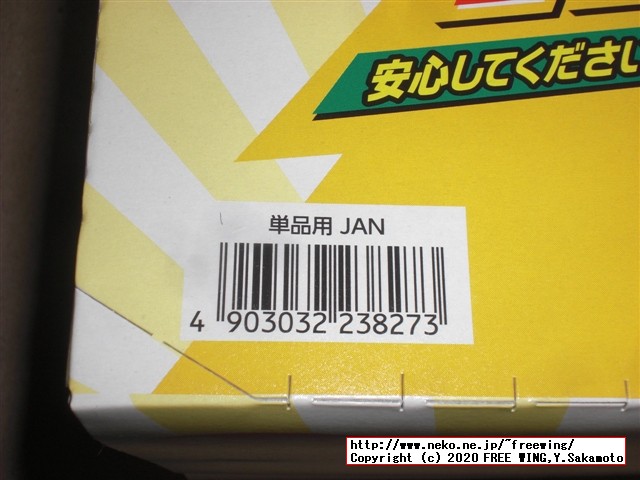 安心してください
単品用 JAN
4 903032 238273
http://www.neko.ne.jp/~freewing/
Copyright (c) 2020 FREE WING,Y.Sakamoto